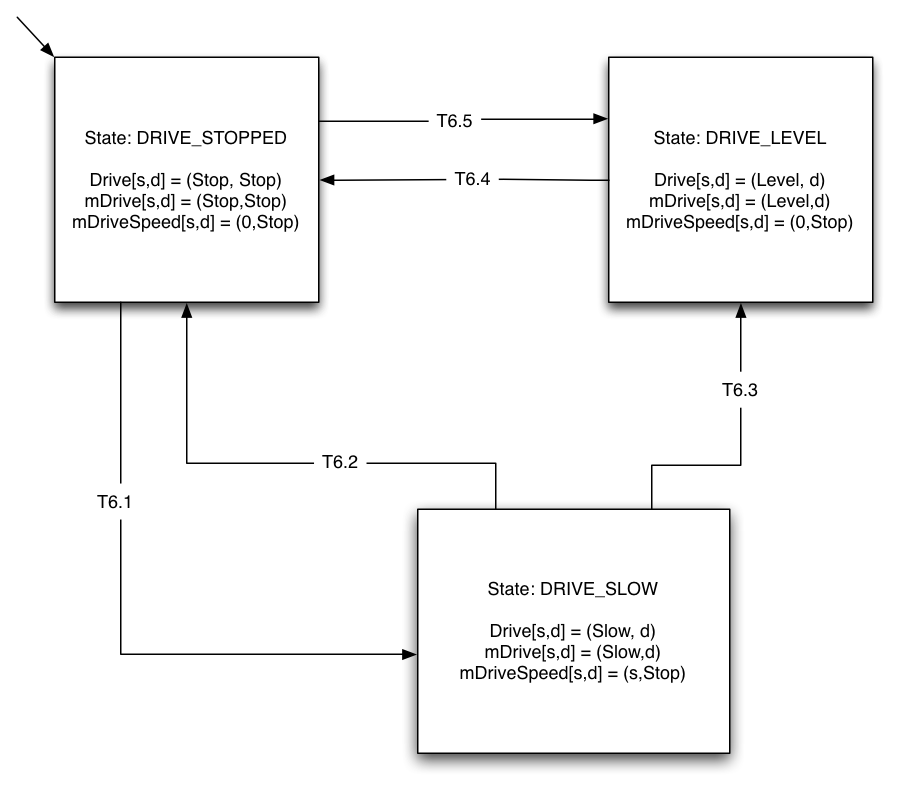 State: DRIVE_STOPPED
Drive[s,d] = (Stop, Stop)
mDrive[s,d] = (Stop,Stop)
mDriveSpeed[s,d] = (0,Stop)
T6.5
T6.4
State: DRIVE_LEVEL
Drive[s,d] = (Level, d)
mDrive[s,d] = (Level,d)
mDriveSpeed[s,d] = (0,Stop)
T6.3
T6.2
T6.1
State: DRIVE_SLOW
Drive[s,d] = (Slow, d)
mDrive[s,d] = (Slow,d)
mDriveSpeed[s,d] = (s,Stop)